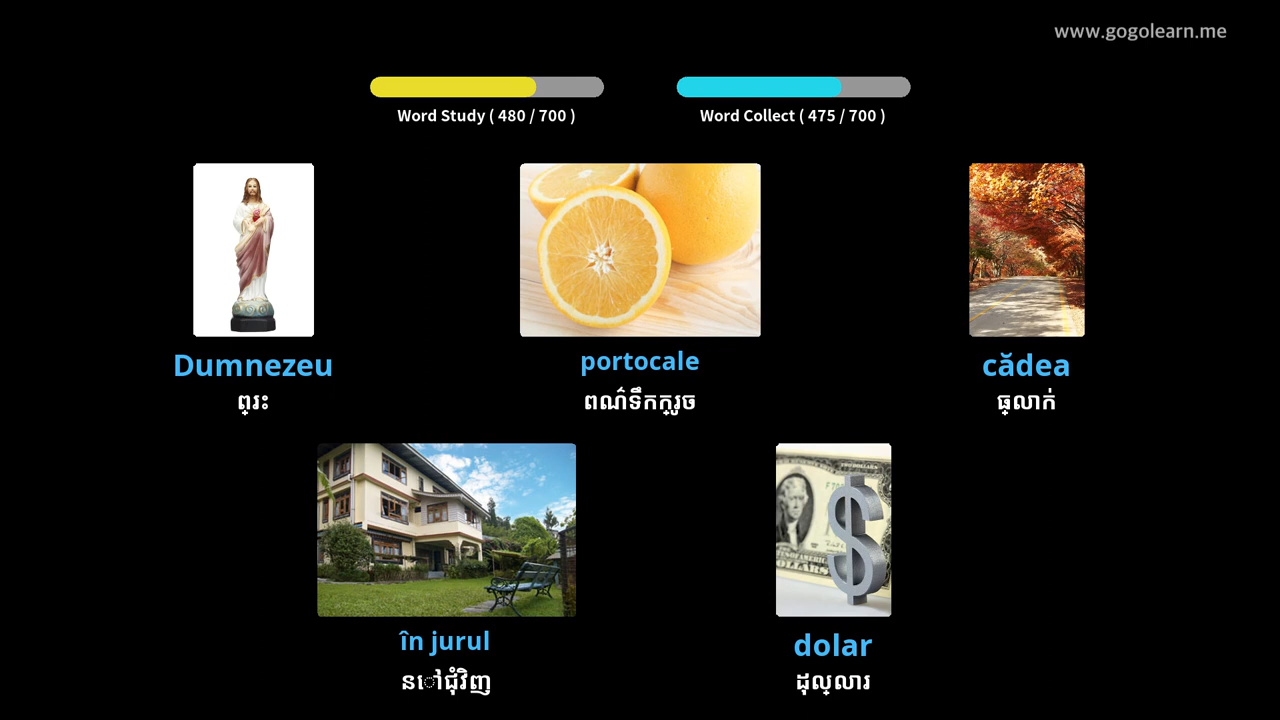 www.gogolearn.me
Word Study ( 480 / 700 )
Word Collect ( 475 / 700 )
Dumnezeu
ព្រះ
portocale
ពណ៌ទឹកក្រូច
cădea
ធ្លាក់
în jurul
នៅជុំវិញ
dolar
ដុល្លារ